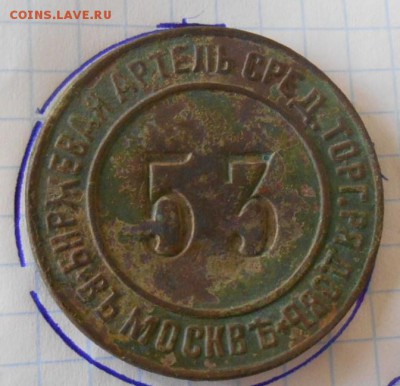 COINS.LAVE.RU
БИРЖЕВАЯ АРТЕЛЬ СРЕД. ТОРГ.
ВЪ МОСКВѢ
53